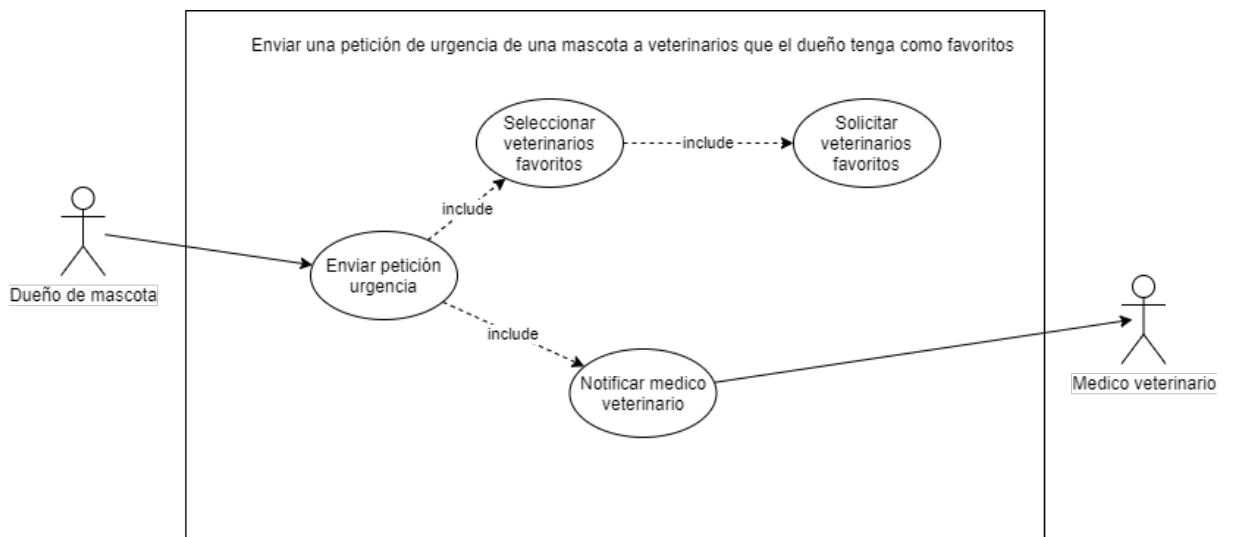 Enviar una petición de urgencia de una mascota a veterinarios que el dueño tenga como favoritos
Seleccionar
veterinarios
favoritos
include
Solicitar
veterinarios
favoritos
include
Enviar petición
urgencia
Dueño de mascota
include
Notificar medico
veterinario
Medico veterinario